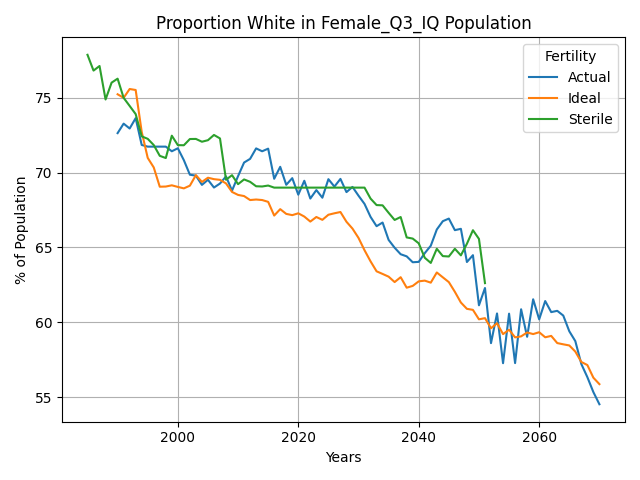 Proportion White in Female_Q3_IQ Population
Fertility
Actual
Ideal
Sterile
% of Population
75
70
65
60
55
2000
2020
2040
2060
Years